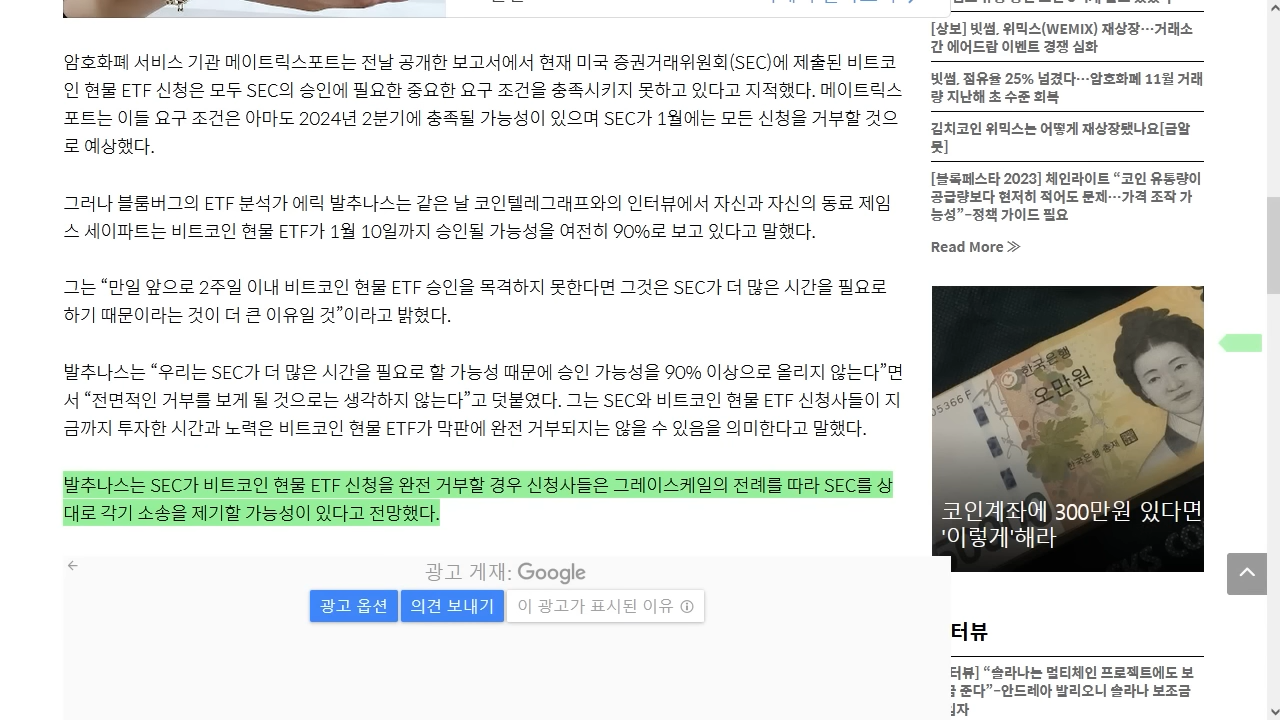 암호화폐 서비스 기관 메이트릭스포트는 전날 공개한 보고서에서 현재 미국 증권거래위원회(SEC)에 제출된 비트코
인 현물 ETF 신청은 모두 SEC의 승인에 필요한 중요한 요구 조건을 충족시키지 못하고 있다고 지적했다. 메이트릭스
포트는 이들 요구 조건은 아마도 2024년 2분기에 충족될 가능성이 있으며 SEC가 1월에는 모든 신청을 거부할 것으
로 예상했다.
그러나 블룸버그의 ETF 분석가 에릭 발추나스는 같은 날 코인텔레그래프와의 인터뷰에서 자신과 자신의 동료 제임
스 세이파트는 비트코인 현물 ETF가 1월 10일까지 승인될 가능성을 여전히 90%로 보고 있다고 말했다.
그는 “만일 앞으로 2주일 이내 비트코인 현물 ETF 승인을 목격하지 못한다면 그것은 SEC가 더 많은 시간을 필요로
하기 때문이라는 것이 더 큰 이유일 것”이라고 밝혔다.
발추나스는 “우리는 SEC가 더 많은 시간을 필요로 할 가능성 때문에 승인 가능성을 90% 이상으로 올리지 않는다”면
서 “전면적인 거부를 보게 될 것으로는 생각하지 않는다”고 덧붙였다. 그는 SEC와 비트코인 현물 ETF 신청사들이 지
금까지 투자한 시간과 노력은 비트코인 현물 ETF가 막판에 완전 거부되지는 않을 수 있음을 의미한다고 말했다.
발추나스는 SEC가 비트코인 현물 ETF 신청을 완전 거부할 경우 신청사들은 그레이스케일의 전례를 따라 SEC를 상
대로 각기 소송을 제기할 가능성이 있다고 전망했다.
광고 게재: Google
광고 옵션
의견 보내기
이 광고가 표시된 이유
[상보] 빗썸, 위믹스(WEMIX) 재상장…거래소
간 에어드랍 이벤트 경쟁 심화
빗썸, 점유율 25% 넘겼다…암호화폐 11월 거래
량 지난해 초 수준 회복
김치코인 위믹스는 어떻게 재상장됐나요[금알
못]
[블록페스타 2023] 체인라이트 “코인 유통량이
공급량보다 현저히 적어도 문제…가격 조작 가
능성”-정책 가이드 필요
Read More ≫
05366 F
한국은행
오만원
한국은행 총재
코인계좌에 300만원 있다면
'이렇게'해라
터뷰
터뷰] “솔라나는 멀티체인 프로젝트에도 보
금 준다”-안드레아 발리오니 솔라나 보조금
임자